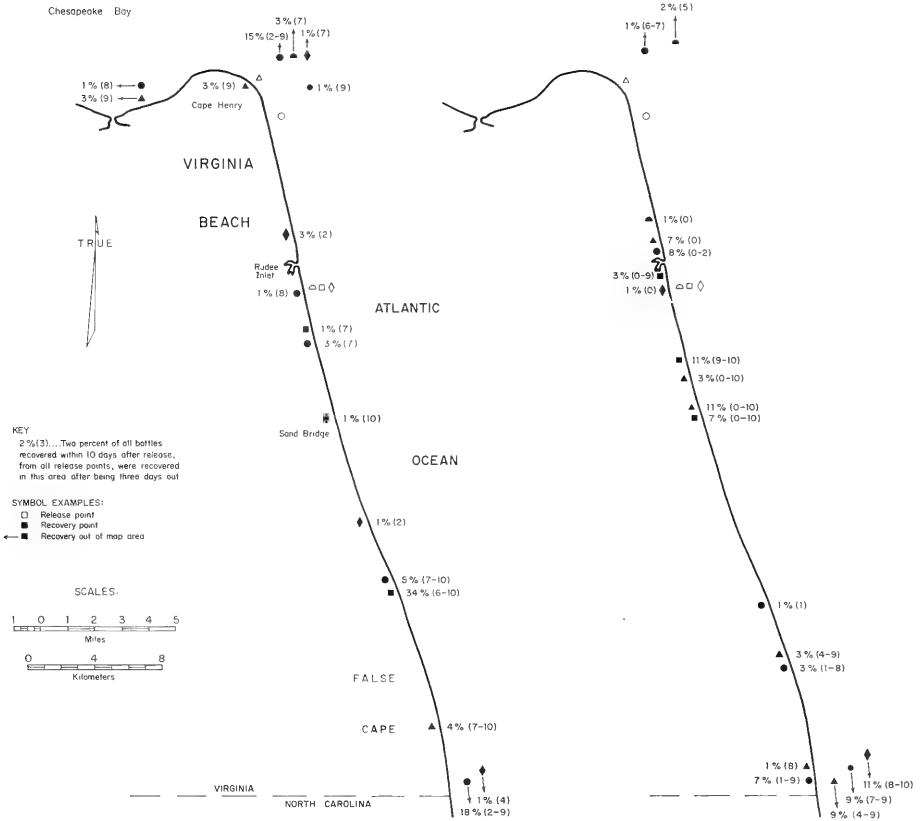 Chesapeake Bay
3% (7)
15% (2-9)
1% (7)
1% (8)
3% (9)
3% (9)
1% (9)
Cape Henry
VIRGINIA
BEACH
TRUE
3% (2)
Rudee
Inlet
1% (8)
ATLANTIC
1% (7)
3% (7)
1% (10)
Sand Bridge
OCEAN
KEY
2%(3)....Two percent of all bottles
recovered within 10 days after release,
from all release points, were recovered
in this area after being three days out
SYMBOL EXAMPLES:
Release point
Recovery point
Recovery out of map area
1% (2)
5% (7-10)
34% (6-10)
SCALES:
1 0 1 2 3 4 5
Miles
0 4 8
Kilometers
FALSE
CAPE
4% (7-10)
VIRGINIA
NORTH CAROLINA
1% (4)
18% (2-9)
2% (5)
1% (6-7)
1% (0)
7% (0)
8% (0-2)
3% (0-9)
1% (0)
11% (9-10)
3% (0-10)
11% (0-10)
7% (0-10)
1% (1)
3% (4-9)
3% (1-8)
1% (8)
7% (1-9)
11% (8-10)
9% (7-9)
9% (4-9)